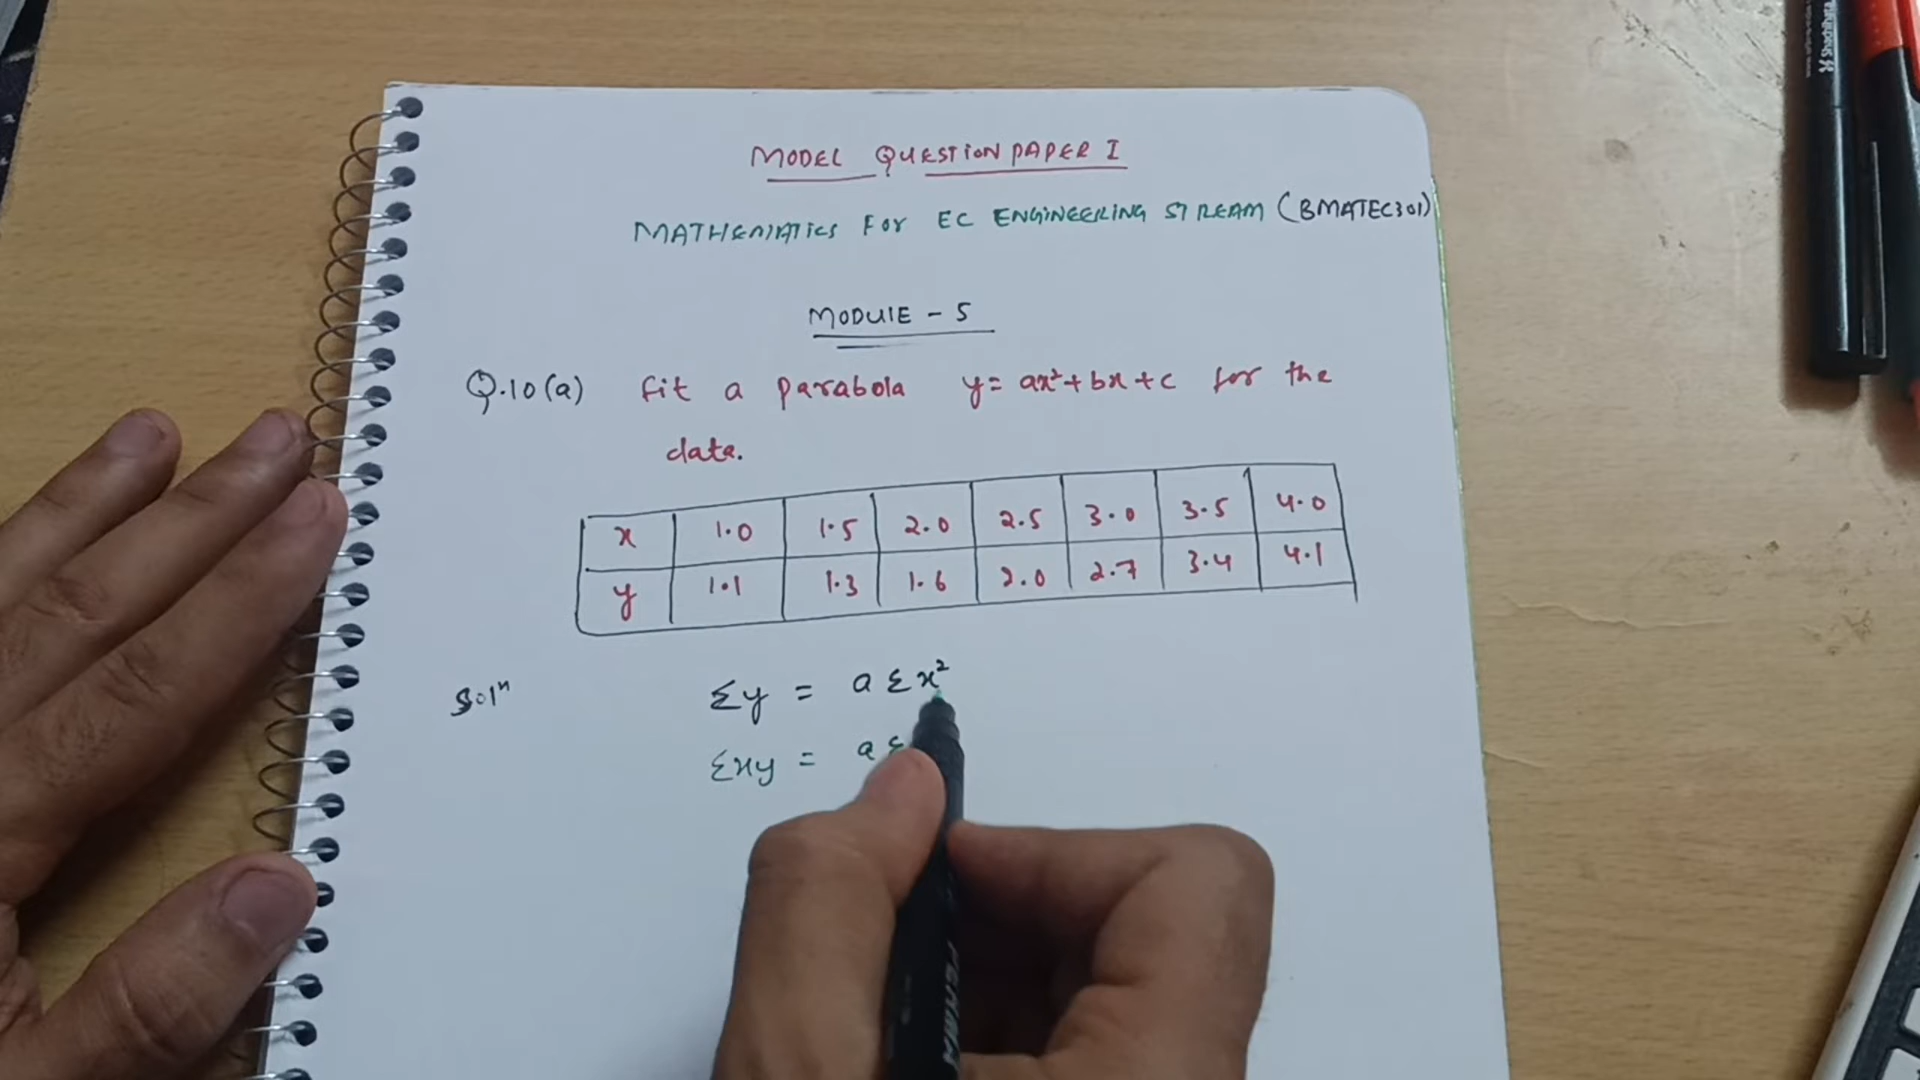 MODEL QUESTION PAPER I
MATHEMATICS FOR EC ENGINEERING STREAM (BMATEC301)
MODULE - 5
Q.10(a) Fit a parabola y = ax²+bx+c for the
data.
x 1.0 1.5 2.0 2.5 3.0 3.5 4.0
y 1.1 1.3 1.6 2.0 2.7 3.4 4.1
Solⁿ Σy = a Σx²
Σxy = a Σ
Shachihata